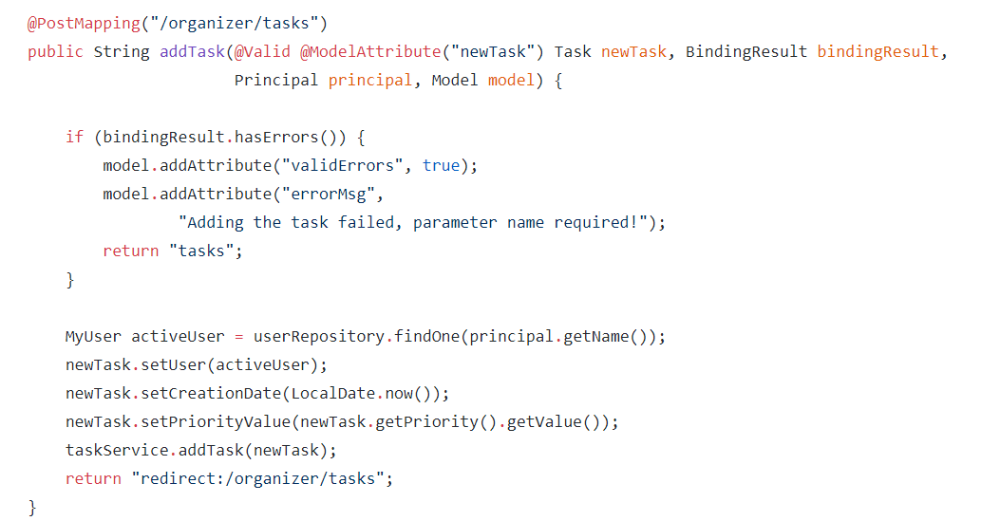 @PostMapping("/organizer/tasks")
public String addTask(@Valid @ModelAttribute("newTask") Task newTask, BindingResult bindingResult,
                      Principal principal, Model model) {
    if (bindingResult.hasErrors()) {
        model.addAttribute("validErrors", true);
        model.addAttribute("errorMsg",
                "Adding the task failed, parameter name required!");
        return "tasks";
    }
    MyUser activeUser = userRepository.findOne(principal.getName());
    newTask.setUser(activeUser);
    newTask.setCreationDate(LocalDate.now());
    newTask.setPriorityValue(newTask.getPriority().getValue());
    taskService.addTask(newTask);
    return "redirect:/organizer/tasks";
}